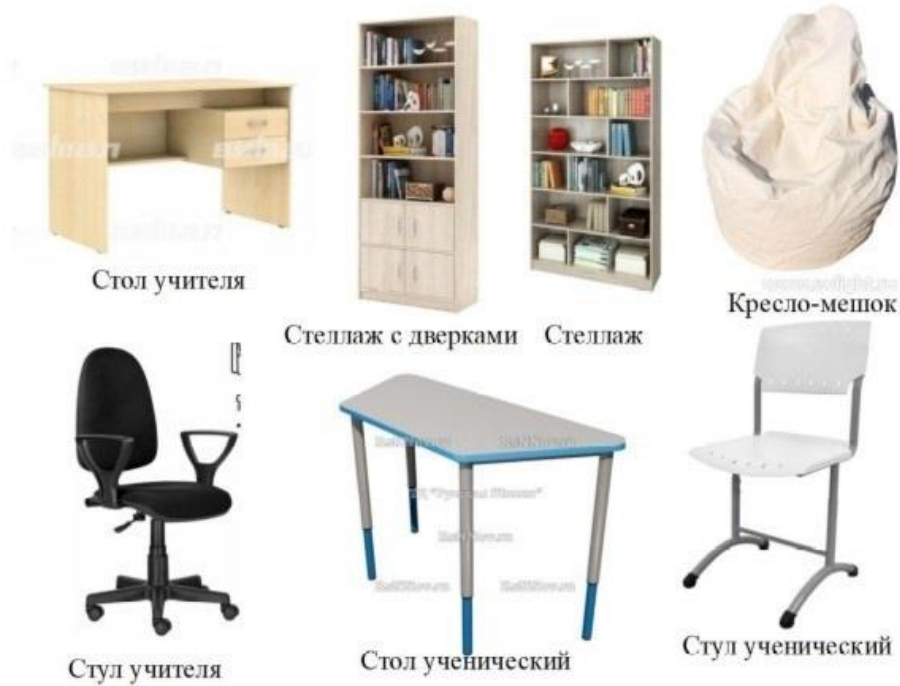 Стол учителя
Стеллаж с дверками
Стеллаж
Кресло-мешок
Стул учителя
Стол ученический
Стул ученический